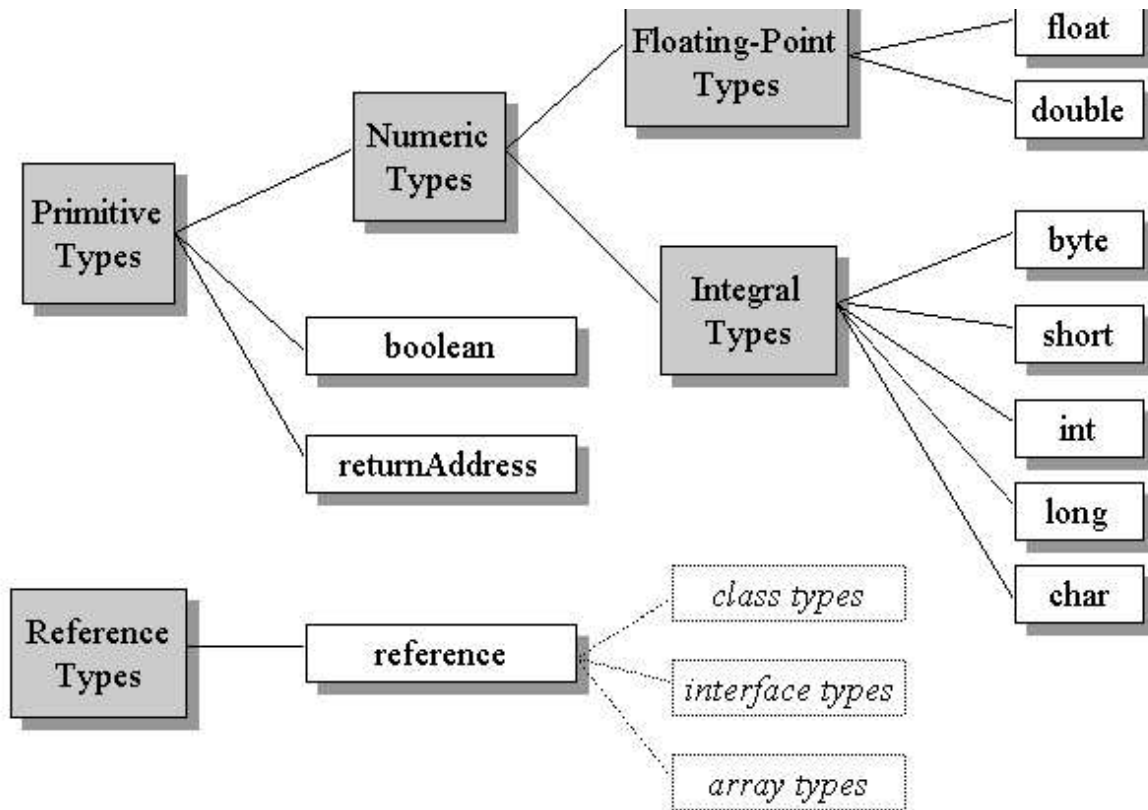 Floating-Point
Types
float
double
Numeric
Types
Primitive
Types
byte
Integral
Types
short
boolean
int
returnAddress
long
char
class types
Reference
Types
reference
interface types
array types